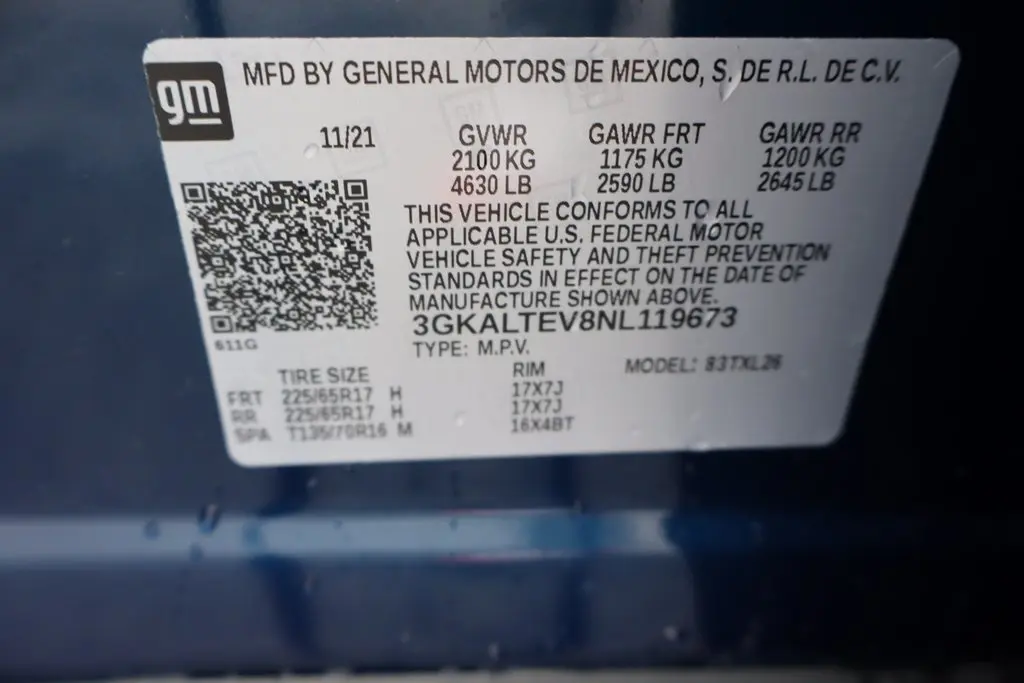 gm
MFD BY GENERAL MOTORS DE MEXICO, S. DE R.L. DE C.V.
11/21 GVWR GAWR FRT GAWR RR
2100 KG 1175 KG 1200 KG
4630 LB 2590 LB 2645 LB
THIS VEHICLE CONFORMS TO ALL
APPLICABLE U.S. FEDERAL MOTOR
VEHICLE SAFETY AND THEFT PREVENTION
STANDARDS IN EFFECT ON THE DATE OF
MANUFACTURE SHOWN ABOVE.
3GKALTEV8NL119673
611G
TYPE: M.P.V.
TIRE SIZE RIM MODEL: 83TXL26
FRT 225/65R17 H 17X7J
RR 225/65R17 H 17X7J
SPA T135/70R16 M 16X4BT